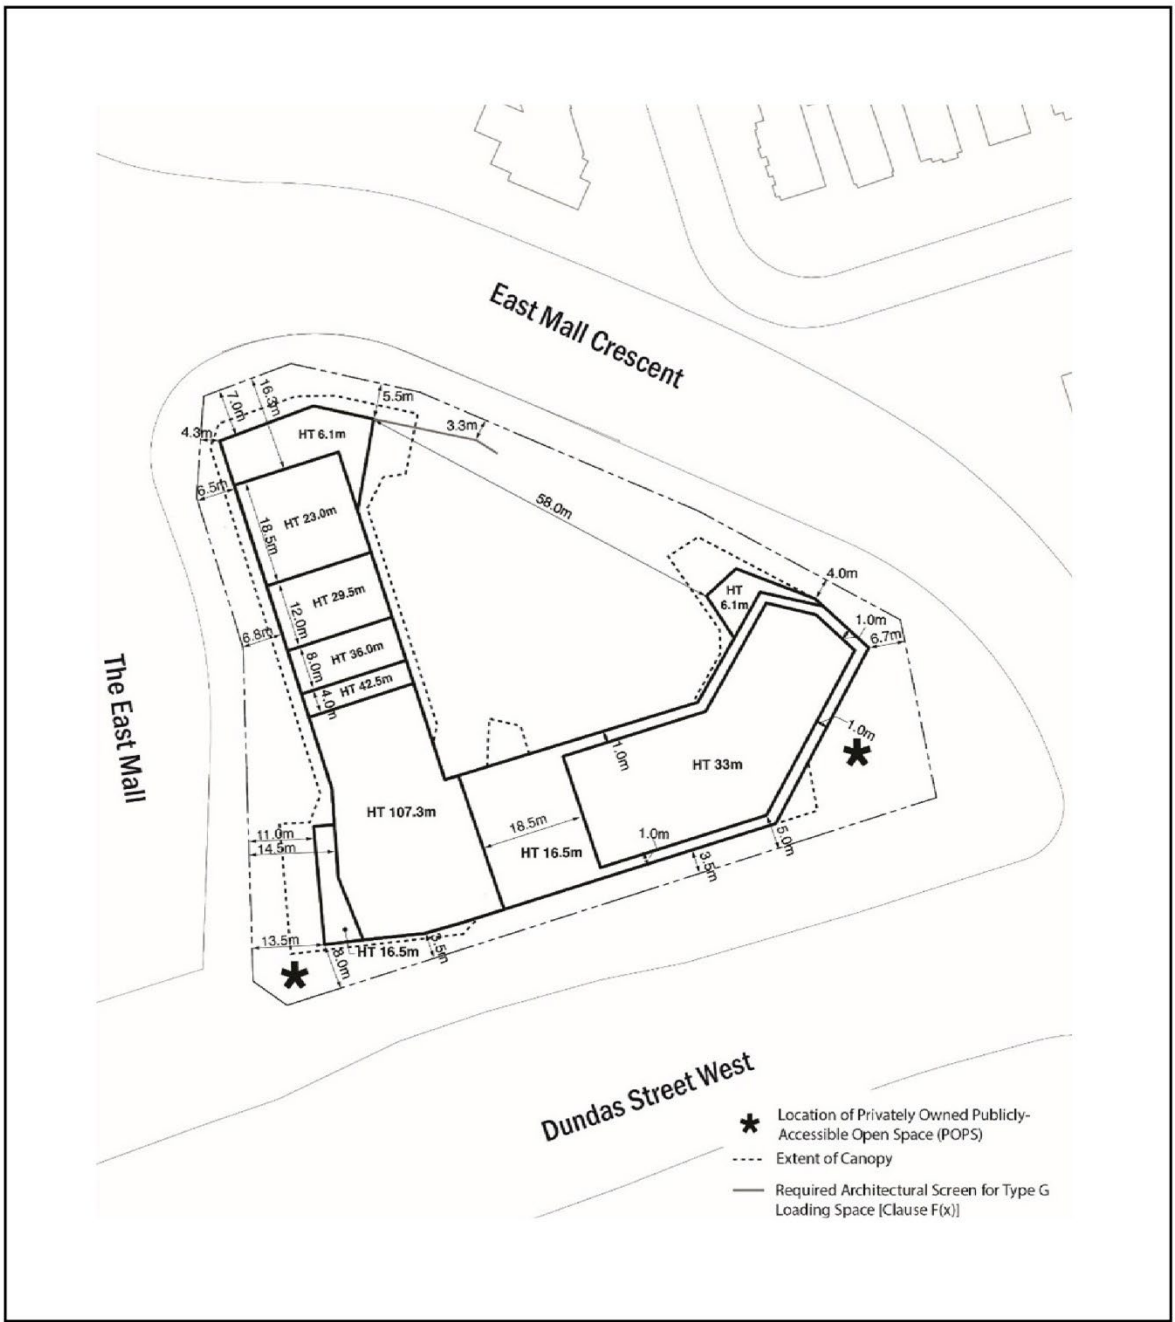 East Mall Crescent
16.3m
7.0m
5.5m
4.3m
HT 6.1m
3.3m
6.5m
58.0m
HT 23.0m
18.5m
4.0m
HT
6.1m
HT 29.5m
12.0m
1.0m
6.7m
6.8m
HT 36.0m
8.0m
HT 42.5m
4.0m
The East Mall
1.0m
1.0m
HT 33m
HT 107.3m
18.5m
11.0m
14.5m
1.0m
5.0m
HT 16.5m
3.5m
13.5m
HT 16.5m
8.0m
Dundas Street West
Location of Privately Owned Publicly-
Accessible Open Space (POPS)
Extent of Canopy
Required Architectural Screen for Type G
Loading Space [Clause F(x)]